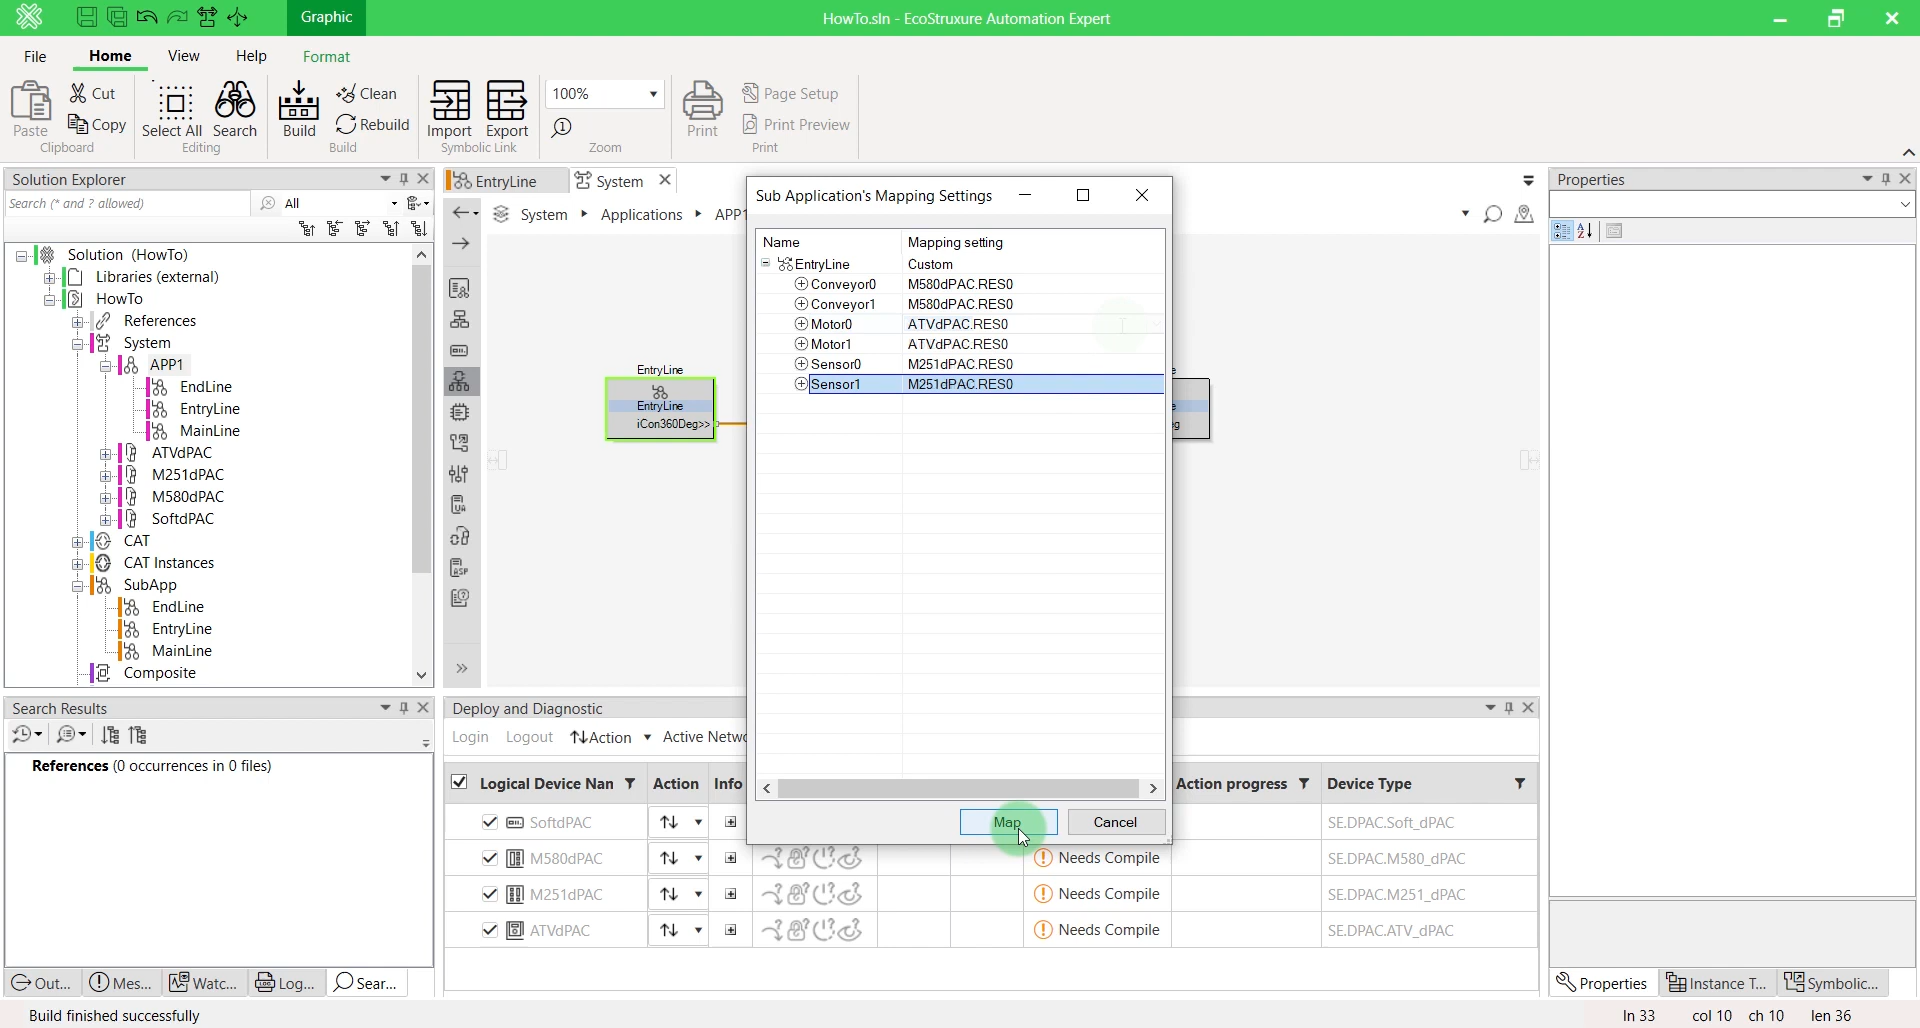 Graphic
HowTo.sln - EcoStruxure Automation Expert
File
Home
View
Help
Format
Paste
Cut
Copy
Clipboard
Select All
Search
Editing
Build
Clean
Rebuild
Build
Import
Export
Symbolic Link
100%
Zoom
Print
Page Setup
Print Preview
Print
Solution Explorer
Search (* and ? allowed)
All
Solution (HowTo)
Libraries (external)
HowTo
References
System
APP1
EndLine
EntryLine
MainLine
ATVdPAC
M251dPAC
M580dPAC
SoftdPAC
CAT
CAT Instances
SubApp
EndLine
EntryLine
MainLine
Composite
EntryLine
System
System
Applications
APP1
EntryLine
EntryLine
iCon360Deg>>
Sub Application's Mapping Settings
Name
Mapping setting
EntryLine
Custom
Conveyor0
M580dPAC.RES0
Conveyor1
M580dPAC.RES0
Motor0
ATVdPAC.RES0
Motor1
ATVdPAC.RES0
Sensor0
M251dPAC.RES0
Sensor1
M251dPAC.RES0
Map
Cancel
Properties
Search Results
References (0 occurrences in 0 files)
Out...
Mes...
Watc...
Log...
Sear...
Deploy and Diagnostic
Login
Logout
Action
Active Netwo
Logical Device Nan
Action
Info
Action progress
Device Type
SoftdPAC
SE.DPAC.Soft_dPAC
M580dPAC
Needs Compile
SE.DPAC.M580_dPAC
M251dPAC
Needs Compile
SE.DPAC.M251_dPAC
ATVdPAC
Needs Compile
SE.DPAC.ATV_dPAC
Properties
Instance T...
Symbolic...
Build finished successfully
ln 33
col 10
ch 10
len 36